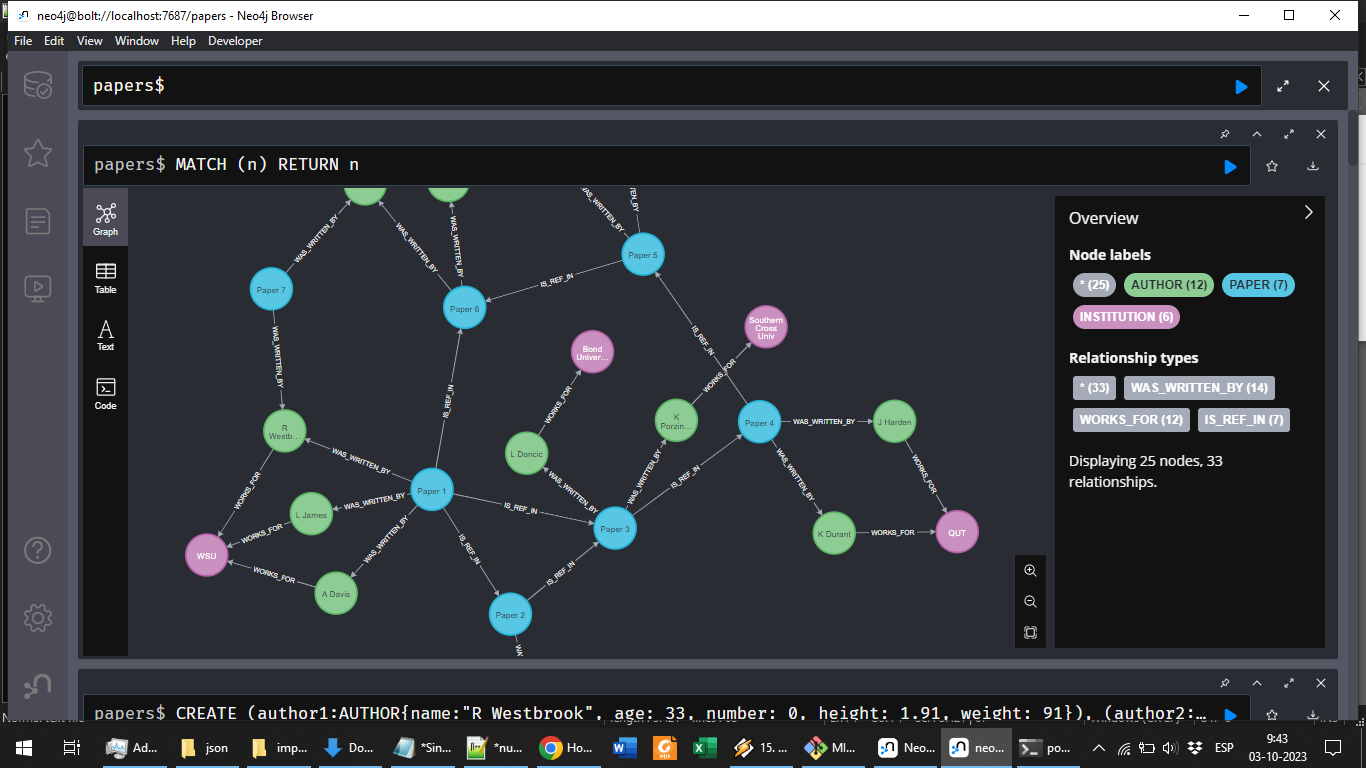 neo4j@bolt://localhost:7687/papers - Neo4j Browser
File Edit View Window Help Developer
papers$
papers$ MATCH (n) RETURN n
Graph
Table
Text
Code
WAS_WRITTEN_BY
WAS_WRITTEN_BY
WAS_WRITTEN_BY
WAS_WRITTEN_BY
Paper 5
IS_REF_IN
Paper 7
Paper 6
Southern
Cross
Univ
Bond
Univer...
IS_REF_IN
WAS_WRITTEN_BY
WORKS_FOR
IS_REF_IN
WORKS_FOR
K
Porzin...
Paper 4
WAS_WRITTEN_BY
J Harden
R
Westb...
L Doncic
WAS_WRITTEN_BY
WAS_WRITTEN_BY
WAS_WRITTEN_BY
IS_REF_IN
WAS_WRITTEN_BY
WORKS_FOR
WORKS_FOR
Paper 1
WAS_WRITTEN_BY
L James
IS_REF_IN
Paper 3
WORKS_FOR
WAS_WRITTEN_BY
K Durant
WORKS_FOR
QUT
WSU
IS_REF_IN
WORKS_FOR
IS_REF_IN
A Davis
Paper 2
Overview
Node labels
* (25) AUTHOR (12) PAPER (7)
INSTITUTION (6)
Relationship types
* (33) WAS_WRITTEN_BY (14)
WORKS_FOR (12) IS_REF_IN (7)
Displaying 25 nodes, 33
relationships.
papers$ CREATE (author1:AUTHOR{name:"R Westbrook", age: 33, number: 0, height: 1.91, weight: 91}), (author2:…
Ad... json imp... Do... *Sin... *nu... Ho... 15. ... MI... Neo... neo... po... ESP
9:43
03-10-2023